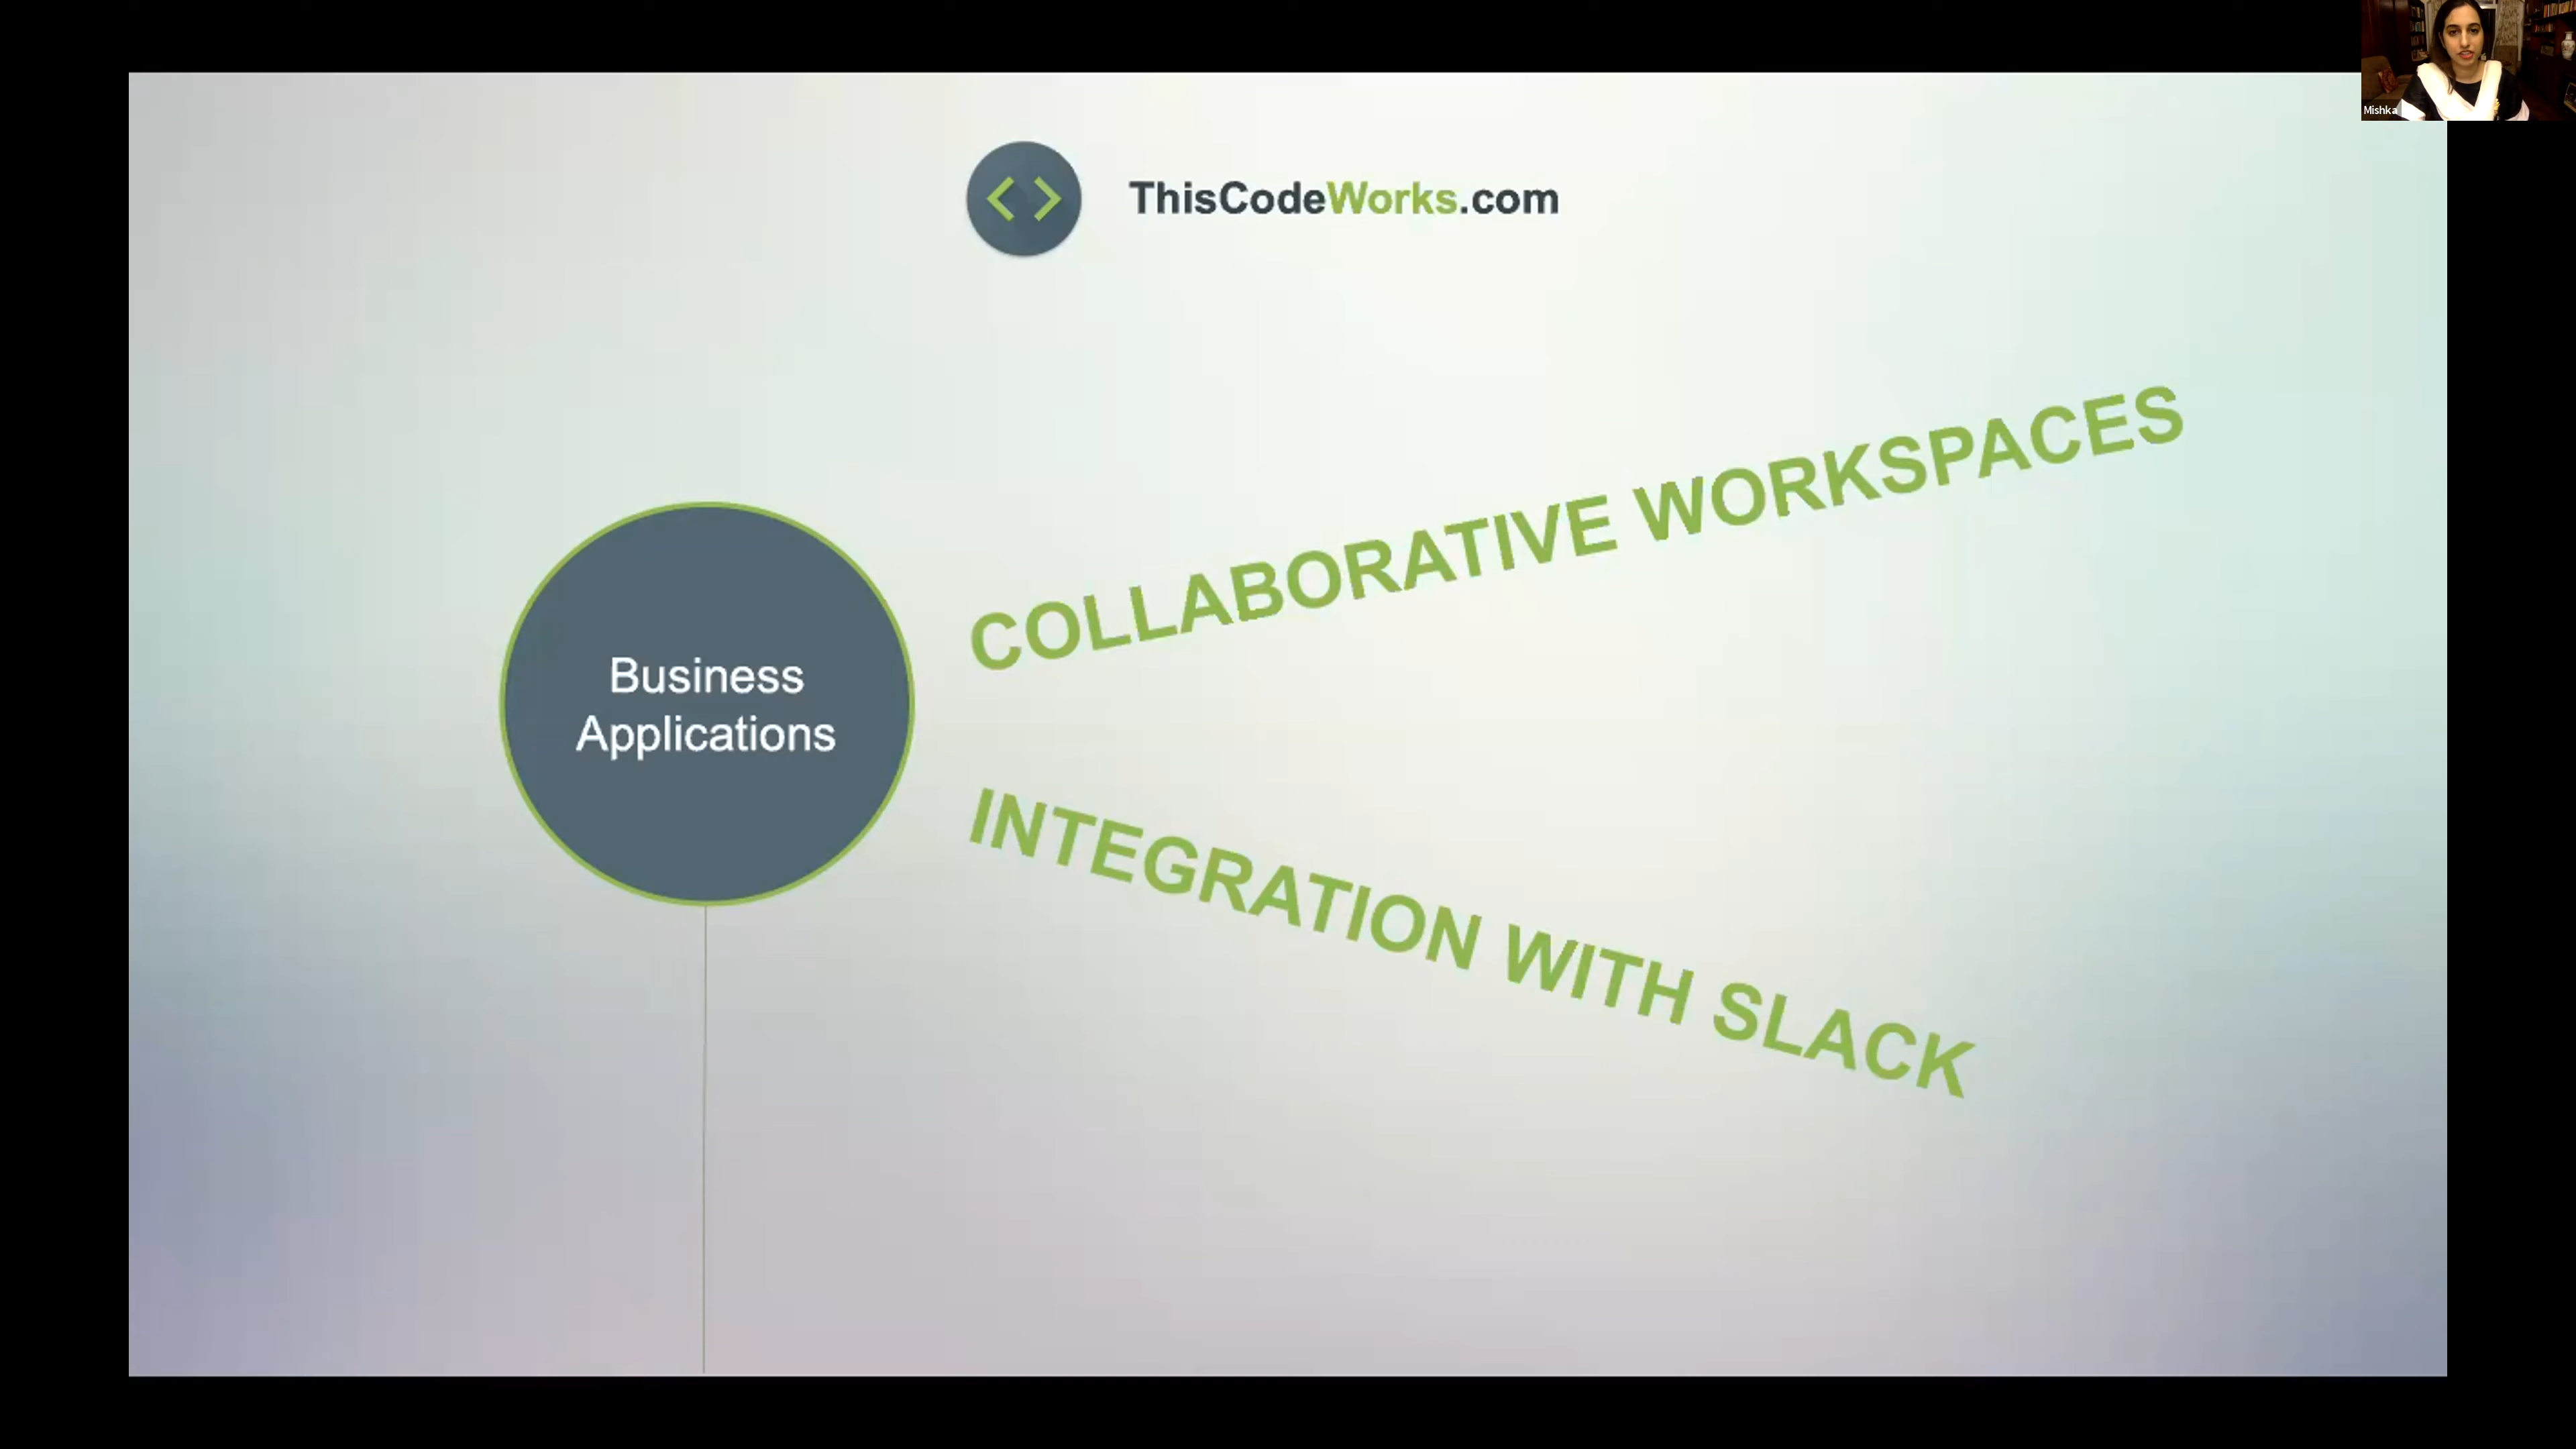 Mishka
ThisCodeWorks.com
COLLABORATIVE WORKSPACES
Business
Applications
INTEGRATION WITH SLACK